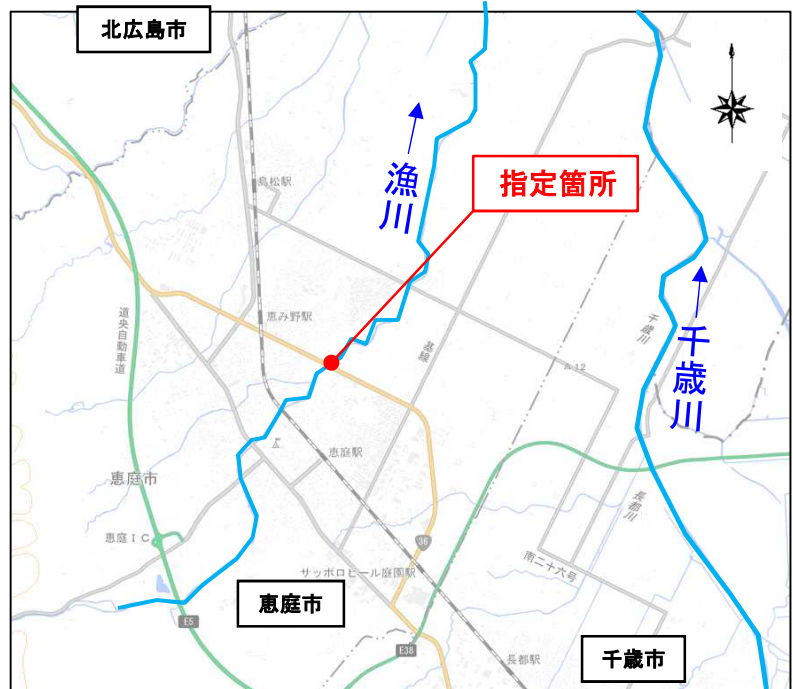 北広島市
島松駅
漁川
指定箇所
道央自動車道
恵み野駅
基線
千歳川
千歳川
12
恵庭駅
恵庭市
長都川
恵庭IC
36
南二十六号
サッポロビール庭園駅
恵庭市
E5
E38
長都駅
千歳市